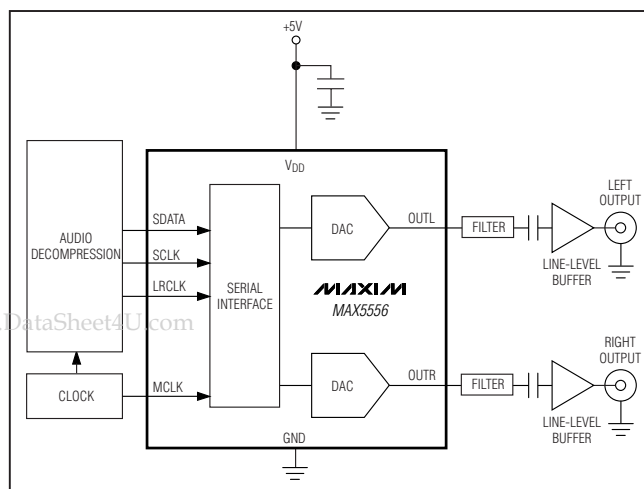 +5V
VDD
LEFT
OUTPUT
AUDIO
DECOMPRESSION
SDATA
SCLK
LRCLK
SERIAL
INTERFACE
DAC
OUTL
FILTER
LINE-LEVEL
BUFFER
MAXIM
MAX5556
.DataSheet4U.com
RIGHT
OUTPUT
CLOCK
MCLK
DAC
OUTR
FILTER
LINE-LEVEL
BUFFER
GND